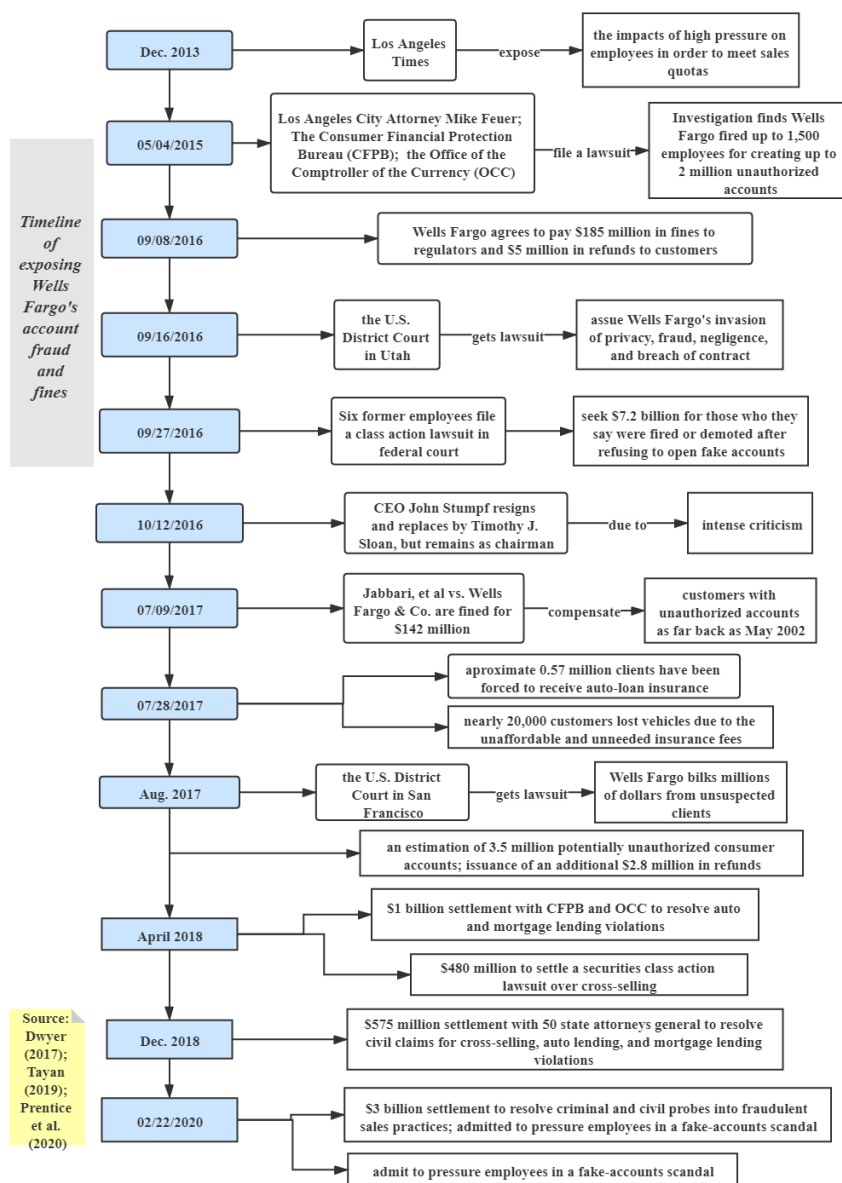 Dec. 2013
Los Angeles
Times
expose
the impacts of high pressure on
employees in order to meet sales
quotas
Timeline
of
exposing
Wells
Fargo's
account
fraud
and
fines
05/04/2015
Los Angeles City Attorney Mike Feuer;
The Consumer Financial Protection
Bureau (CFPB); the Office of the
Comptroller of the Currency (OCC)
file a lawsuit
Investigation finds Wells
Fargo fired up to 1,500
employees for creating up to
2 million unauthorized
accounts
09/08/2016
Wells Fargo agrees to pay $185 million in fines to
regulators and $5 million in refunds to customers
09/16/2016
the U.S.
District Court
in Utah
gets lawsuit
assue Wells Fargo's invasion
of privacy, fraud, negligence,
and breach of contract
09/27/2016
Six former employees file
a class action lawsuit in
federal court
seek $7.2 billion for those who they
say were fired or demoted after
refusing to open fake accounts
10/12/2016
CEO John Stumpf resigns
and replaces by Timothy J.
Sloan, but remains as chairman
due to
intense criticism
07/09/2017
Jabbari, et al vs. Wells
Fargo & Co. are fined for
$142 million
compensate
customers with
unauthorized accounts
as far back as May 2002
07/28/2017
aproximate 0.57 million clients have been
forced to receive auto-loan insurance
nearly 20,000 customers lost vehicles due to the
unaffordable and unneeded insurance fees
Aug. 2017
the U.S. District
Court in San
Francisco
gets lawsuit
Wells Fargo bilks millions
of dollars from unsuspected
clients
an estimation of 3.5 million potentially unauthorized consumer
accounts; issuance of an additional $2.8 million in refunds
April 2018
$1 billion settlement with CFPB and OCC to resolve auto
and mortgage lending violations
$480 million to settle a securities class action
lawsuit over cross-selling
Source:
Dwyer
(2017);
Tayan
(2019);
Prentice
et al.
(2020)
Dec. 2018
$575 million settlement with 50 state attorneys general to resolve
civil claims for cross-selling, auto lending, and mortgage lending
violations
02/22/2020
$3 billion settlement to resolve criminal and civil probes into fraudulent
sales practices; admitted to pressure employees in a fake-accounts scandal
admit to pressure employees in a fake-accounts scandal